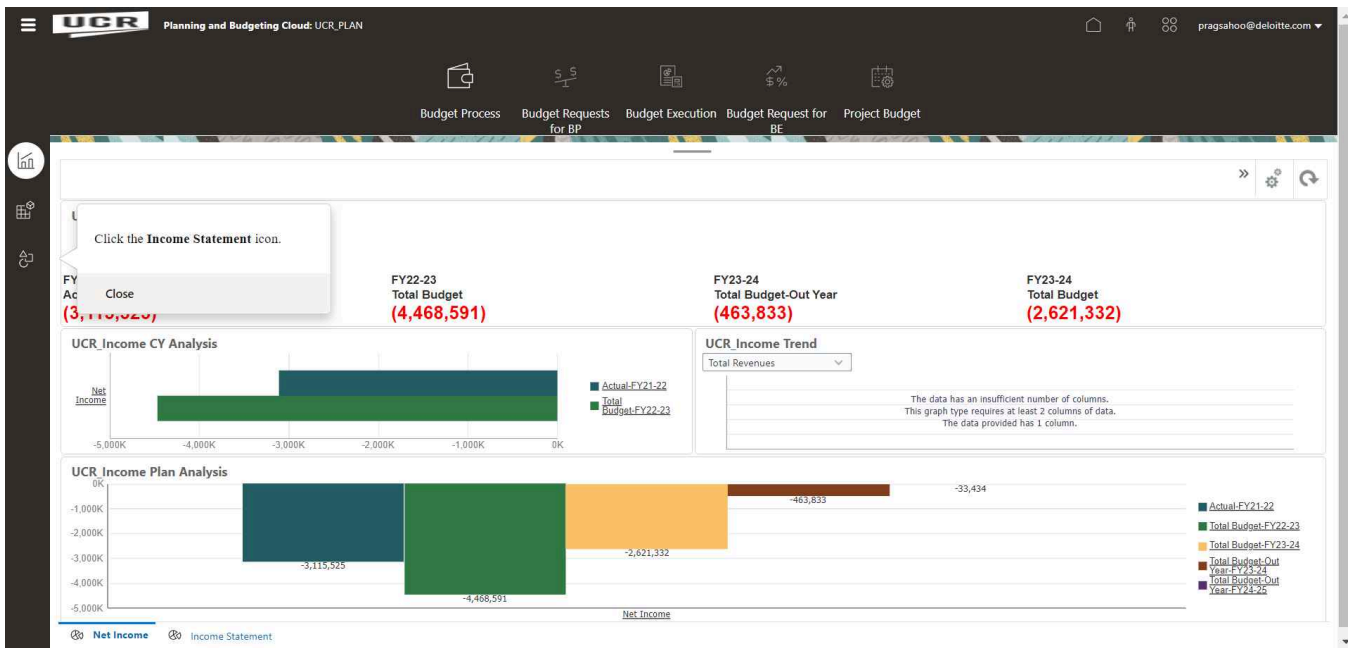 UCR Planning and Budgeting Cloud: UCR_PLAN pragsahoo@deloitte.com
Budget Process Budget Requests for BP Budget Execution Budget Request for BE Project Budget
Click the Income Statement icon.
Close
FY22-23
Total Budget
(4,468,591)
FY23-24
Total Budget-Out Year
(463,833)
FY23-24
Total Budget
(2,621,332)
UCR_Income CY Analysis
Net
Income
-5,000K -4,000K -3,000K -2,000K -1,000K 0K
Actual-FY21-22
Total
Budget-FY22-23
UCR_Income Trend
Total Revenues
The data has an insufficient number of columns.
This graph type requires at least 2 columns of data.
The data provided has 1 column.
UCR_Income Plan Analysis
0K
-1,000K
-2,000K
-3,000K
-4,000K
-5,000K
-3,115,525
-4,468,591
-2,621,332
-463,833
-33,434
Net Income
Actual-FY21-22
Total Budget-FY22-23
Total Budget-FY23-24
Total Budget-Out
Year-FY23-24
Total Budget-Out
Year-FY24-25
Net Income Income Statement